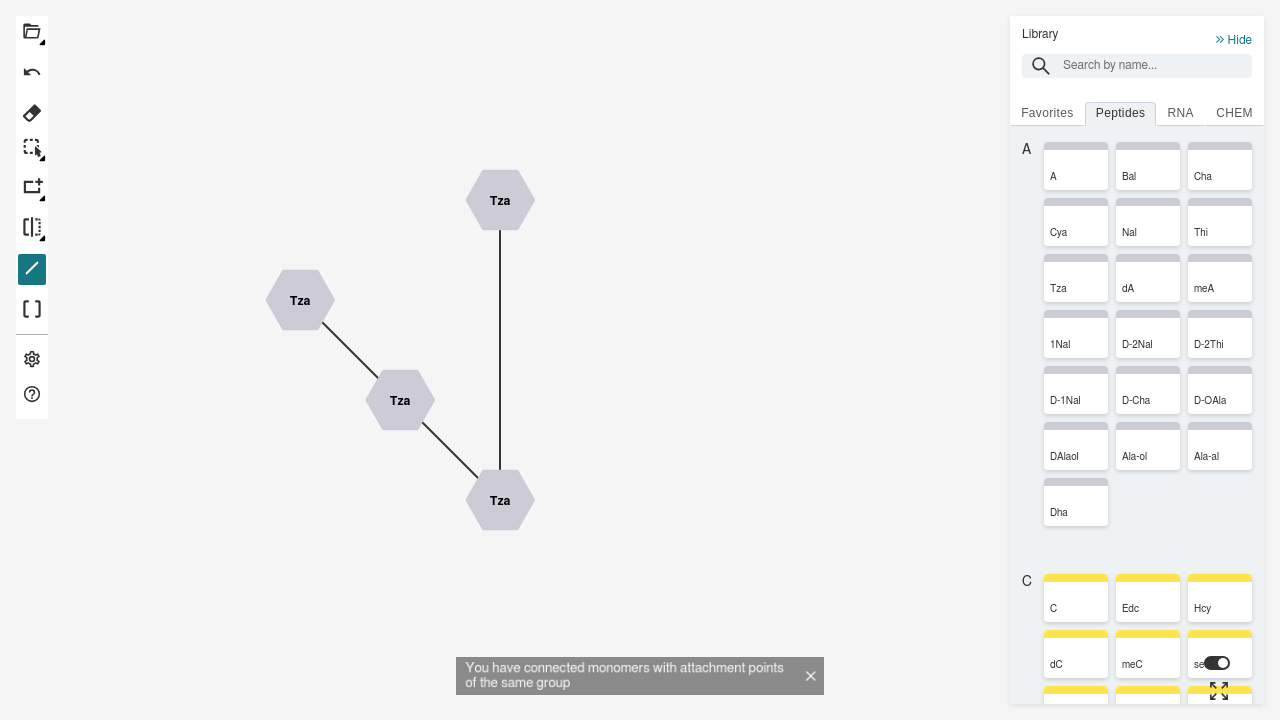 Library
Hide
Search by name...
Favorites Peptides RNA CHEM
A
A Bal Cha
Cya Nal Thi
Tza dA meA
1Nal D-2Nal D-2Thi
D-1Nal D-Cha D-OAla
DAlaol Ala-ol Ala-al
Dha
C
C Edc Hcy
dC meC
Tza
Tza
Tza
Tza
You have connected monomers with attachment points
of the same group